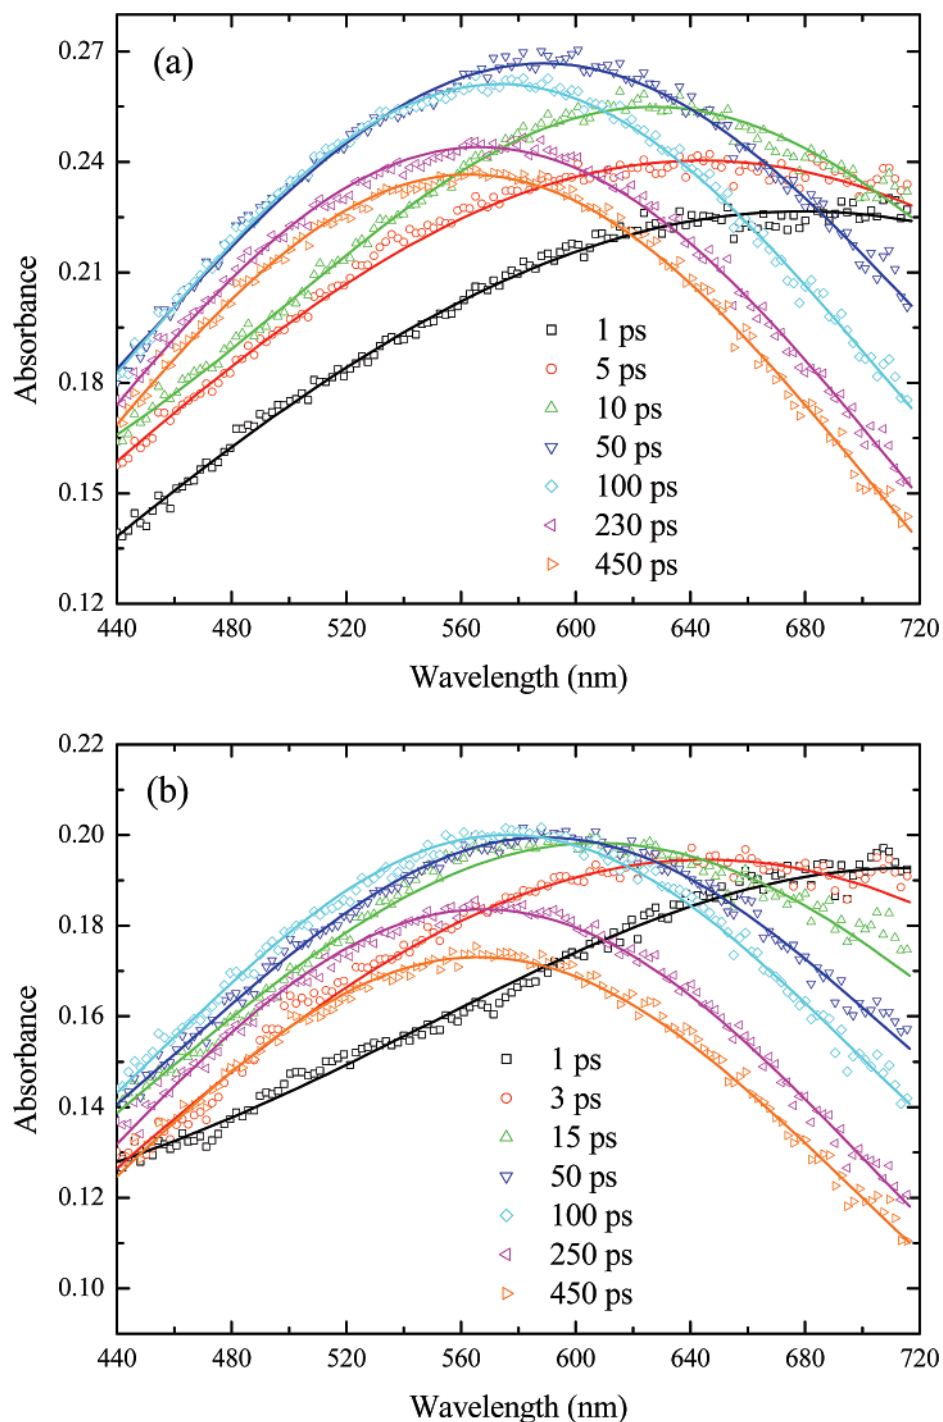 (a)
0.27
0.24
0.21
0.18
0.15
0.12
Absorbance
1 ps
5 ps
10 ps
50 ps
100 ps
230 ps
450 ps
440 480 520 560 600 640 680 720
Wavelength (nm)
(b)
0.22
0.20
0.18
0.16
0.14
0.12
0.10
Absorbance
1 ps
3 ps
15 ps
50 ps
100 ps
250 ps
450 ps
440 480 520 560 600 640 680 720
Wavelength (nm)